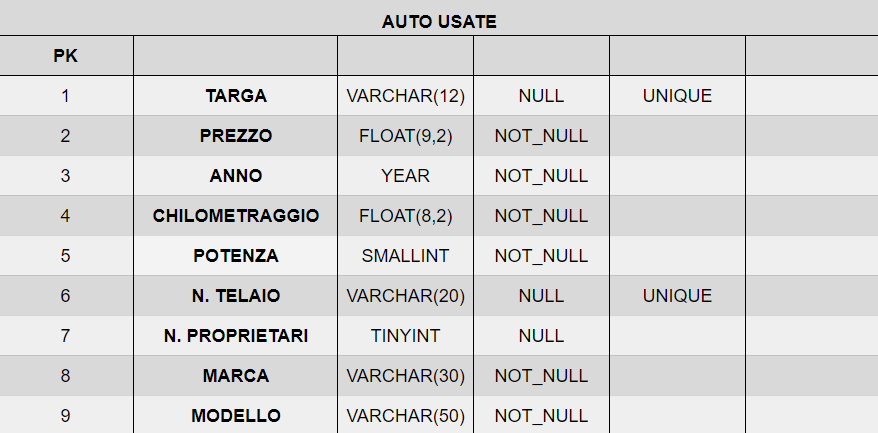 AUTO USATE
PK
1 TARGA VARCHAR(12) NULL UNIQUE
2 PREZZO FLOAT(9,2) NOT_NULL
3 ANNO YEAR NOT_NULL
4 CHILOMETRAGGIO FLOAT(8,2) NOT_NULL
5 POTENZA SMALLINT NOT_NULL
6 N. TELAIO VARCHAR(20) NULL UNIQUE
7 N. PROPRIETARI TINYINT NULL
8 MARCA VARCHAR(30) NOT_NULL
9 MODELLO VARCHAR(50) NOT_NULL